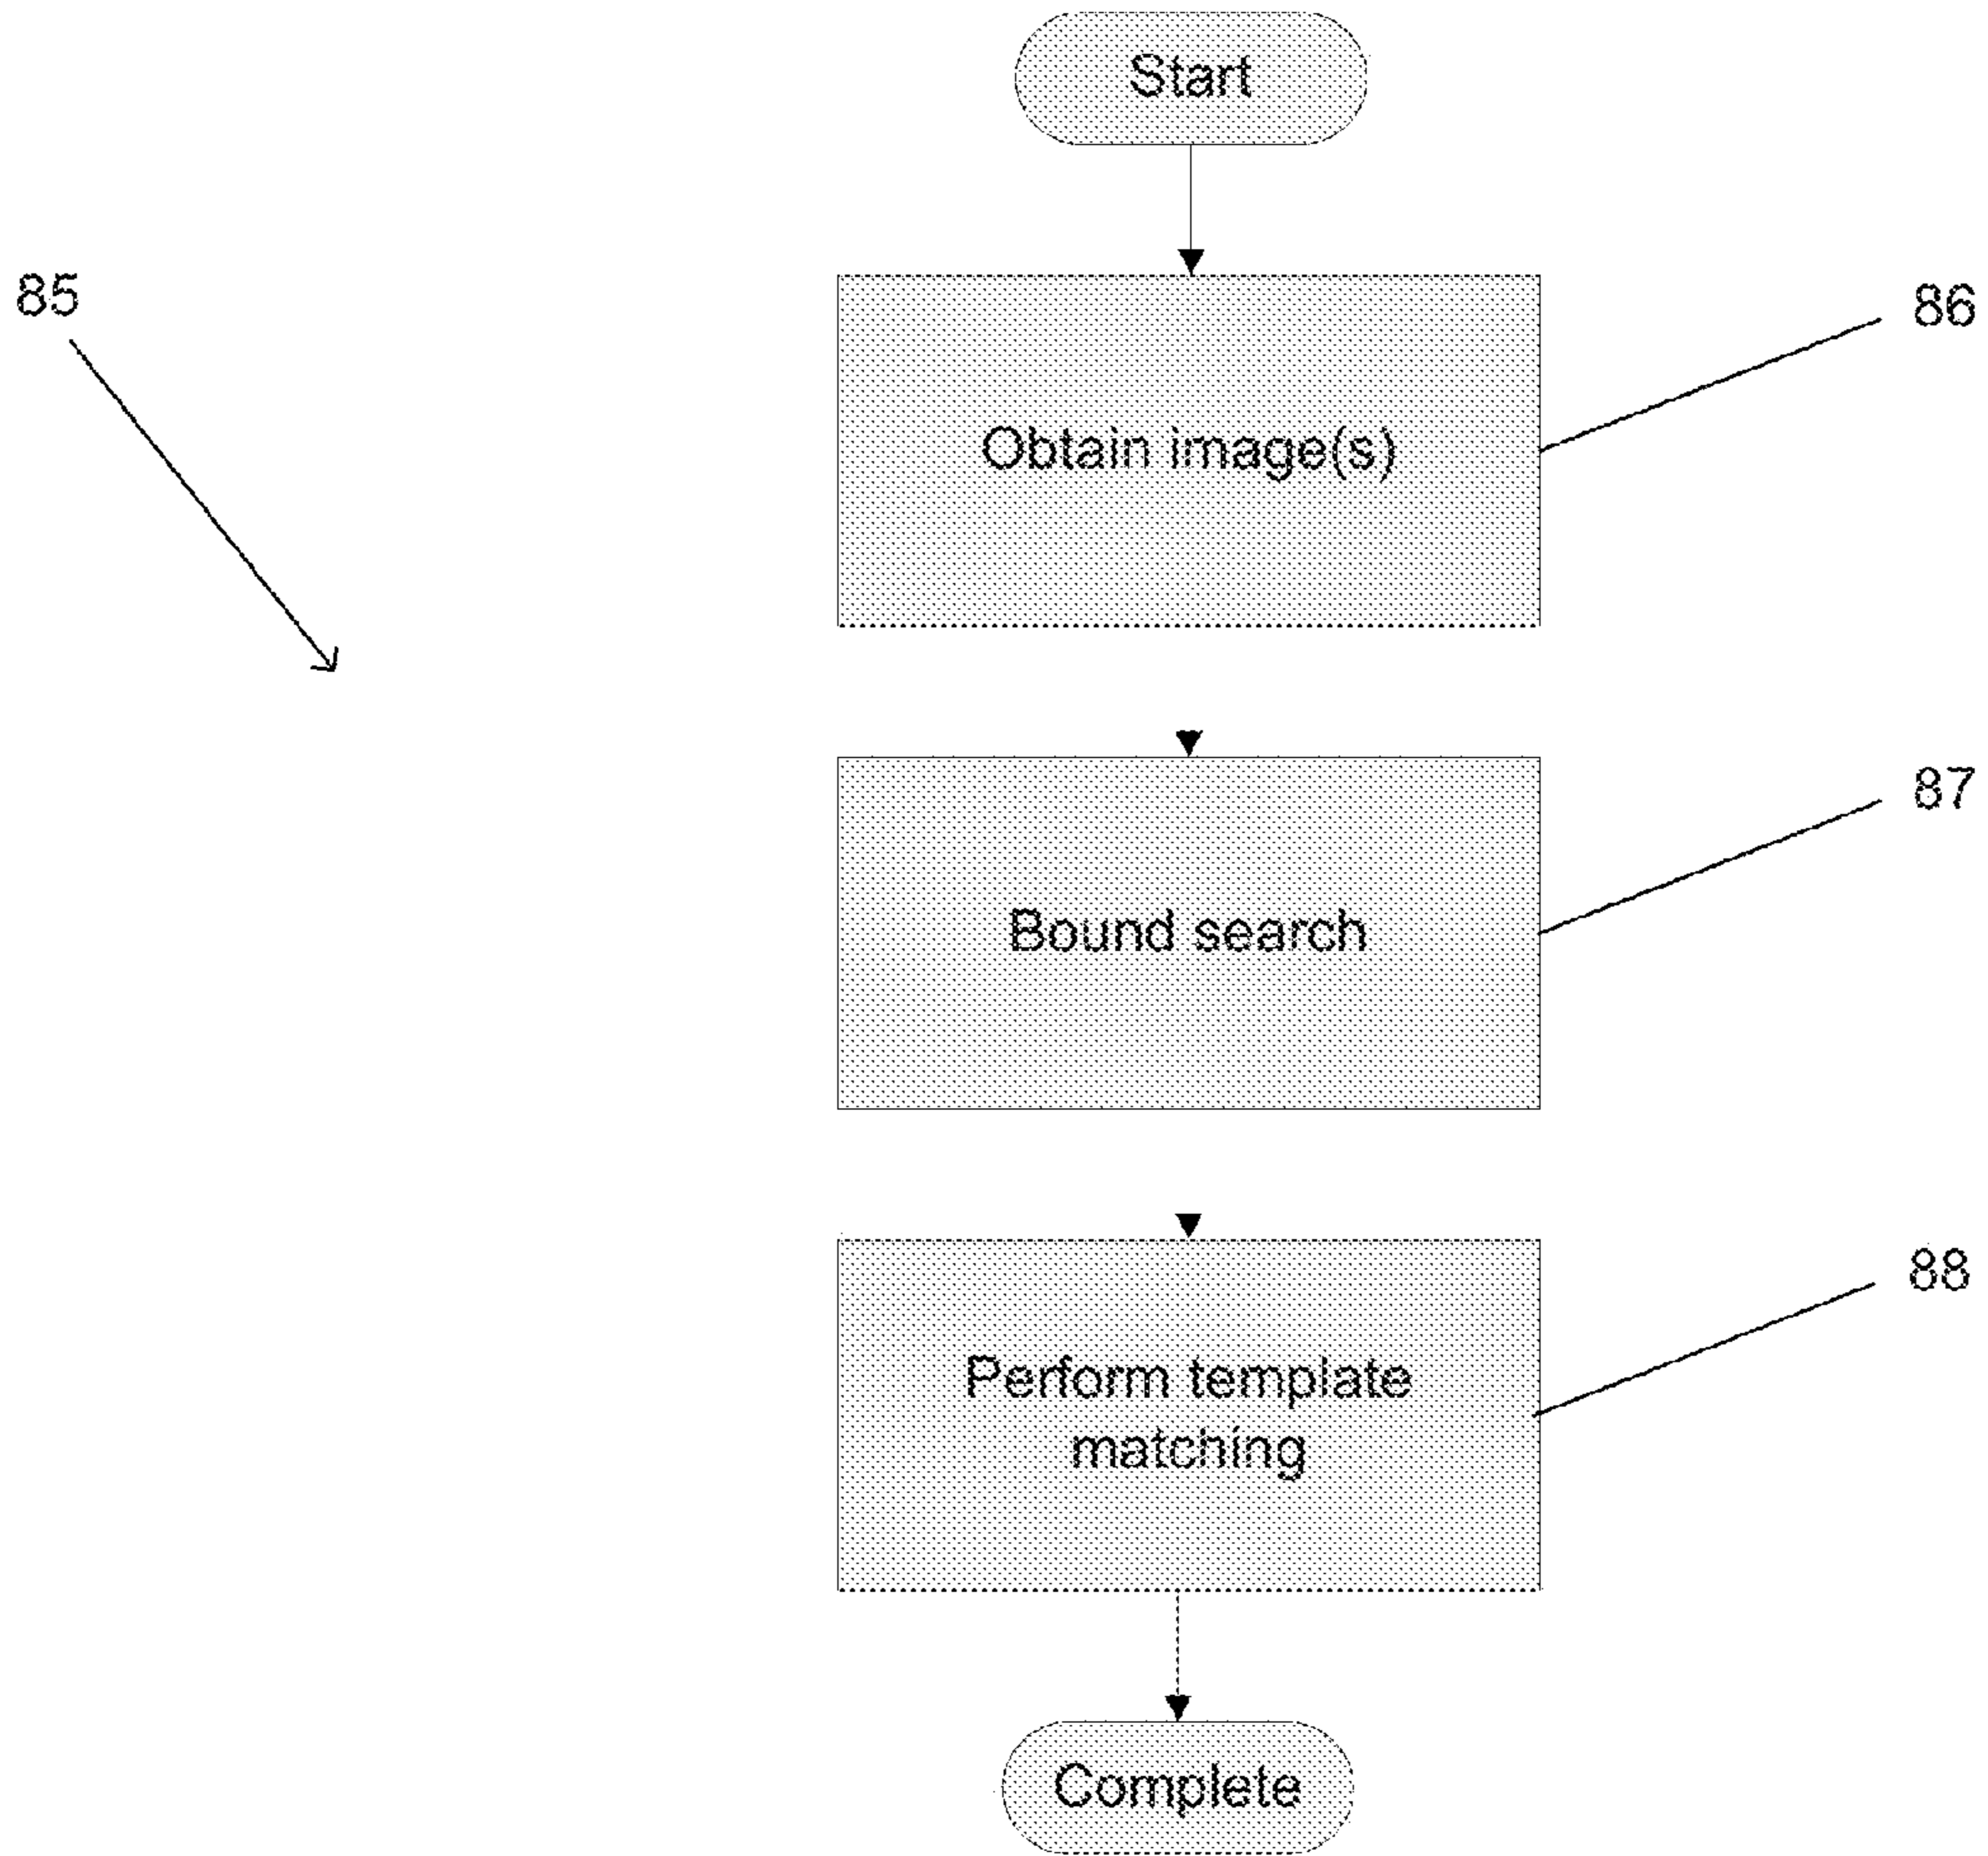 Start
85
86
Obtain image(s)
87
Bound search
88
Perform template
matching
Complete